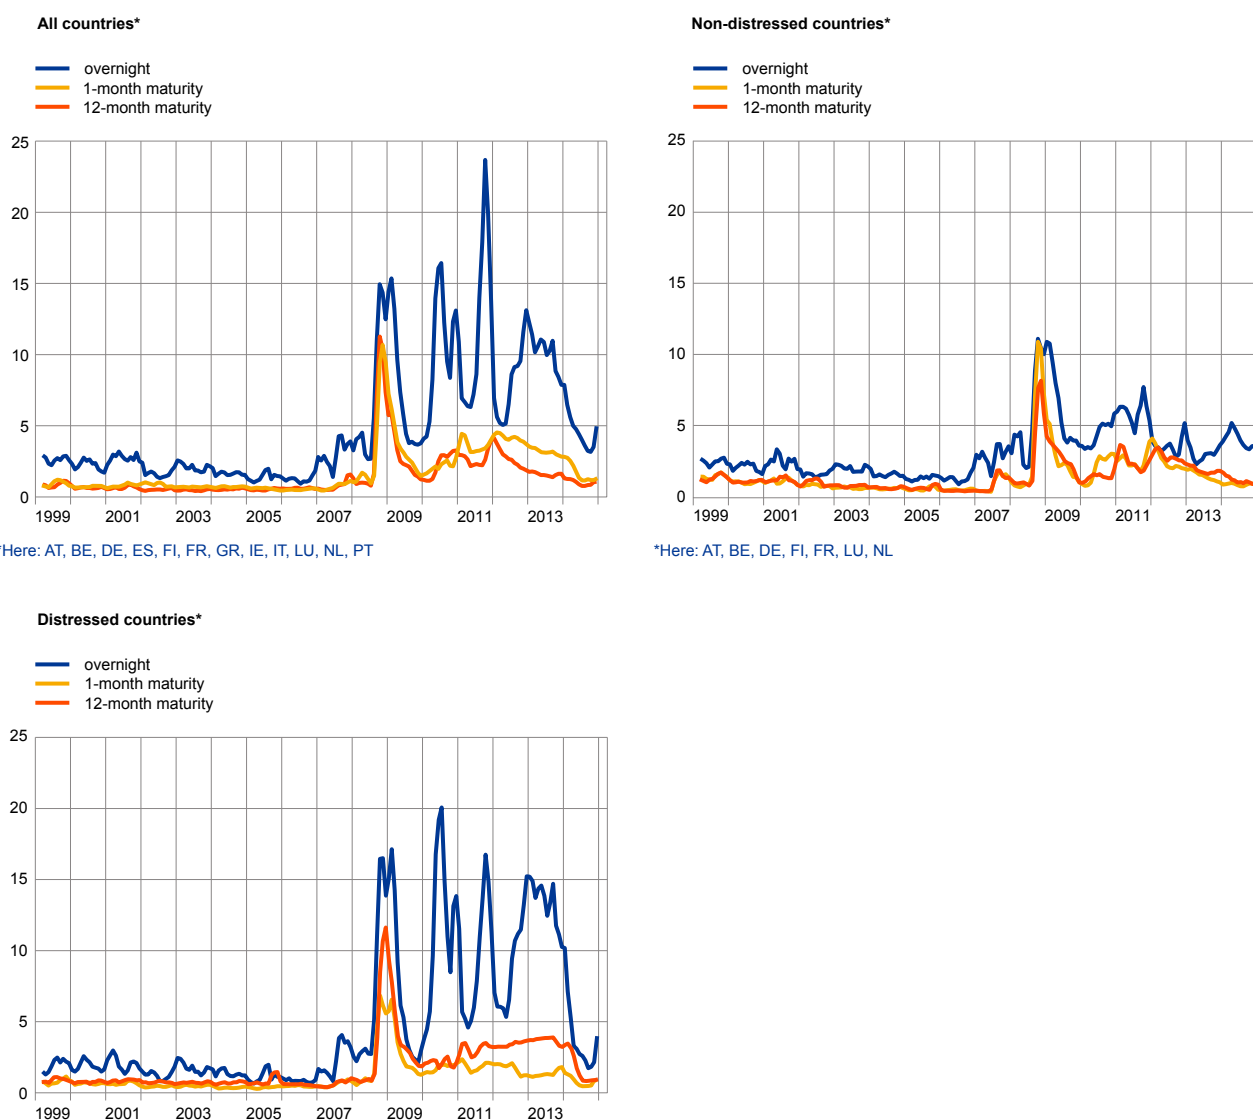 All countries*
overnight
1-month maturity
12-month maturity
25
20
15
10
5
0
1999 2001 2003 2005 2007 2009 2011 2013
*Here: AT, BE, DE, ES, FI, FR, GR, IE, IT, LU, NL, PT
Non-distressed countries*
overnight
1-month maturity
12-month maturity
25
20
15
10
5
0
1999 2001 2003 2005 2007 2009 2011 2013
*Here: AT, BE, DE, FI, FR, LU, NL
Distressed countries*
overnight
1-month maturity
12-month maturity
25
20
15
10
5
0
1999 2001 2003 2005 2007 2009 2011 2013